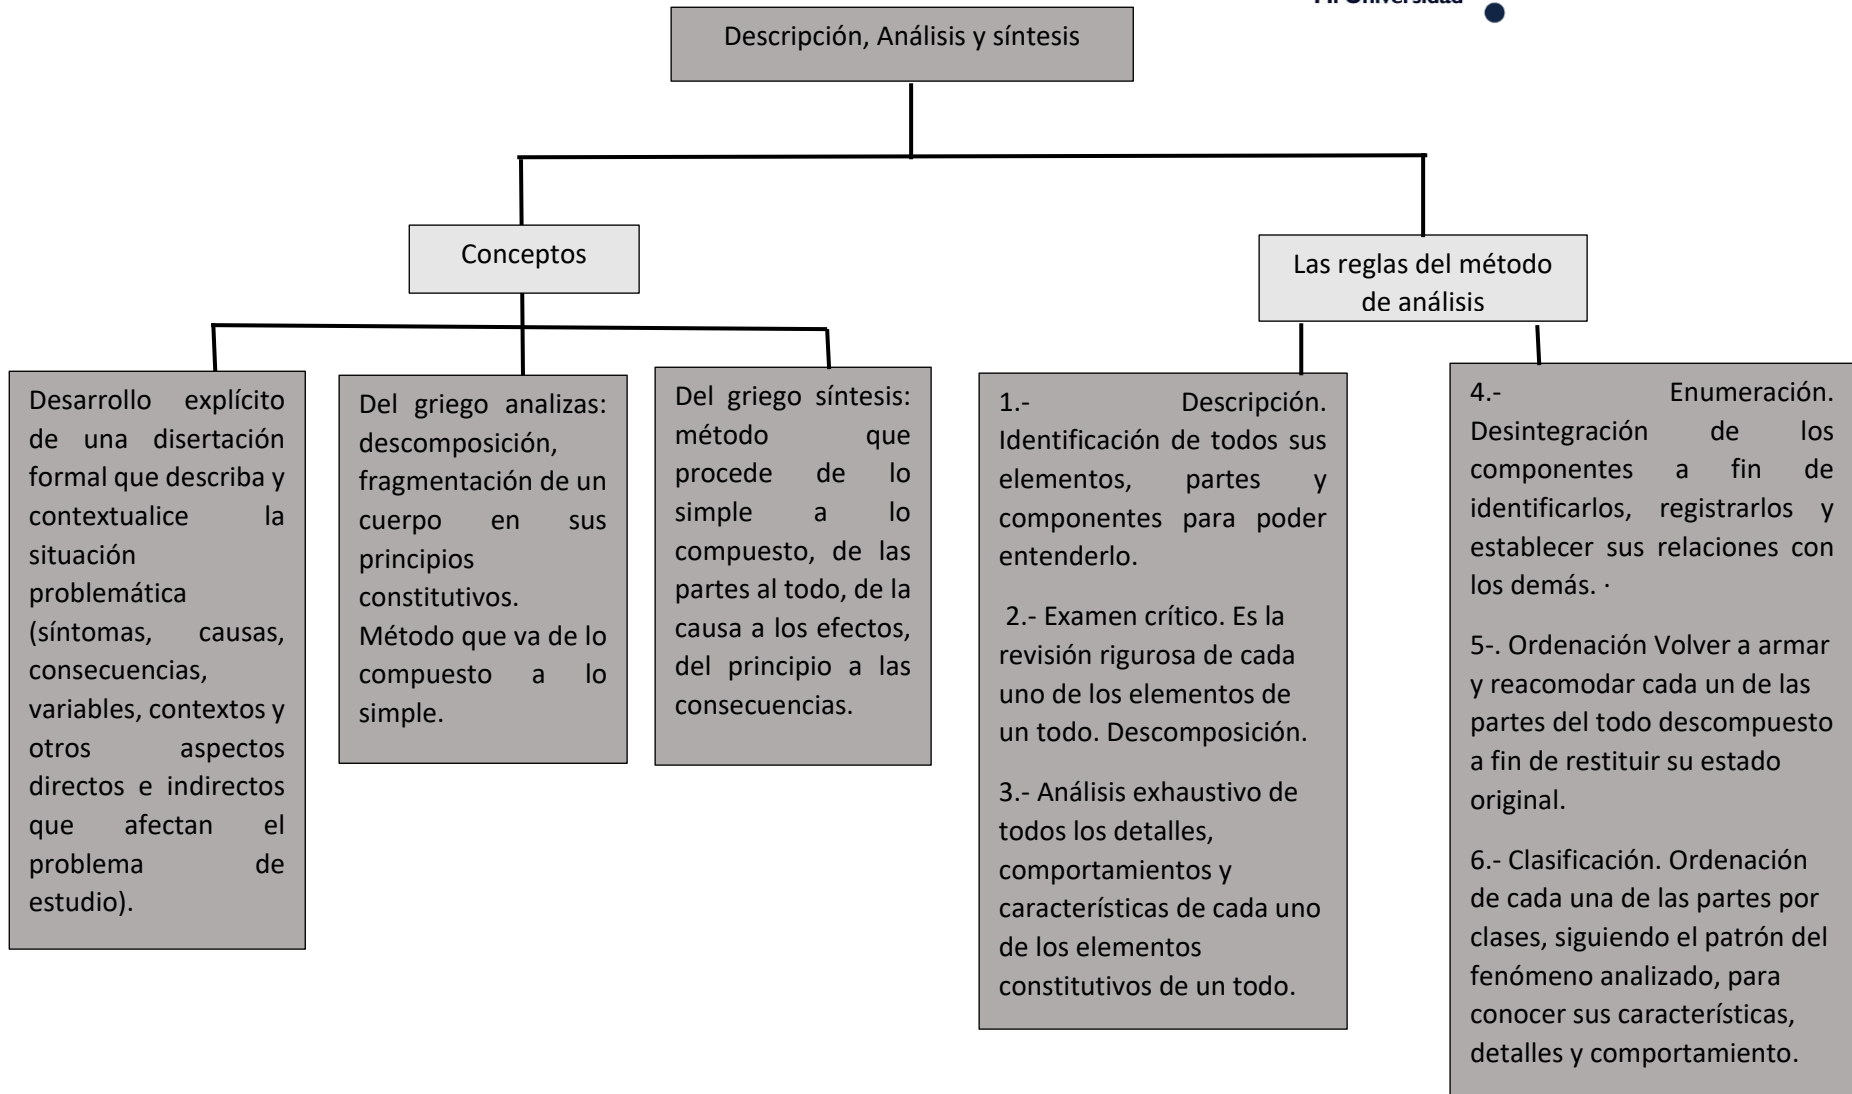 Mi Universidad
Descripción, Análisis y síntesis
Conceptos
Las reglas del método
de análisis
Desarrollo explícito
de una disertación
formal que describa y
contextualice la
situación
problemática
(síntomas, causas,
consecuencias,
variables, contextos y
otros aspectos
directos e indirectos
que afectan el
problema de
estudio).
Del griego analizas:
descomposición,
fragmentación de un
cuerpo en sus
principios
constitutivos.
Método que va de lo
compuesto a lo
simple.
Del griego síntesis:
método que
procede de lo
simple a lo
compuesto, de las
partes al todo, de la
causa a los efectos,
del principio a las
consecuencias.
1.- Descripción.
Identificación de todos sus
elementos, partes y
componentes para poder
entenderlo.
2.- Examen crítico. Es la
revisión rigurosa de cada
uno de los elementos de
un todo. Descomposición.
3.- Análisis exhaustivo de
todos los detalles,
comportamientos y
características de cada uno
de los elementos
constitutivos de un todo.
4.- Enumeración.
Desintegración de los
componentes a fin de
identificarlos, registrarlos y
establecer sus relaciones con
los demás. ·
5-. Ordenación Volver a armar
y reacomodar cada un de las
partes del todo descompuesto
a fin de restituir su estado
original.
6.- Clasificación. Ordenación
de cada una de las partes por
clases, siguiendo el patrón del
fenómeno analizado, para
conocer sus características,
detalles y comportamiento.